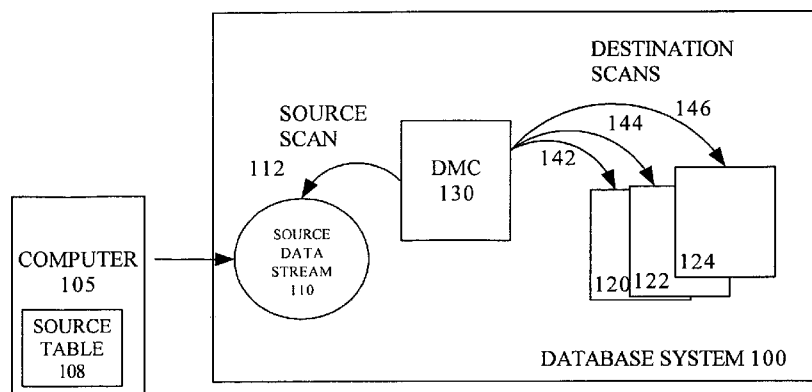 DESTINATION
SCANS
SOURCE
SCAN
112
DMC
130
142
144
146
COMPUTER
105
SOURCE
TABLE
108
SOURCE
DATA
STREAM
110
120
122
124
DATABASE SYSTEM 100